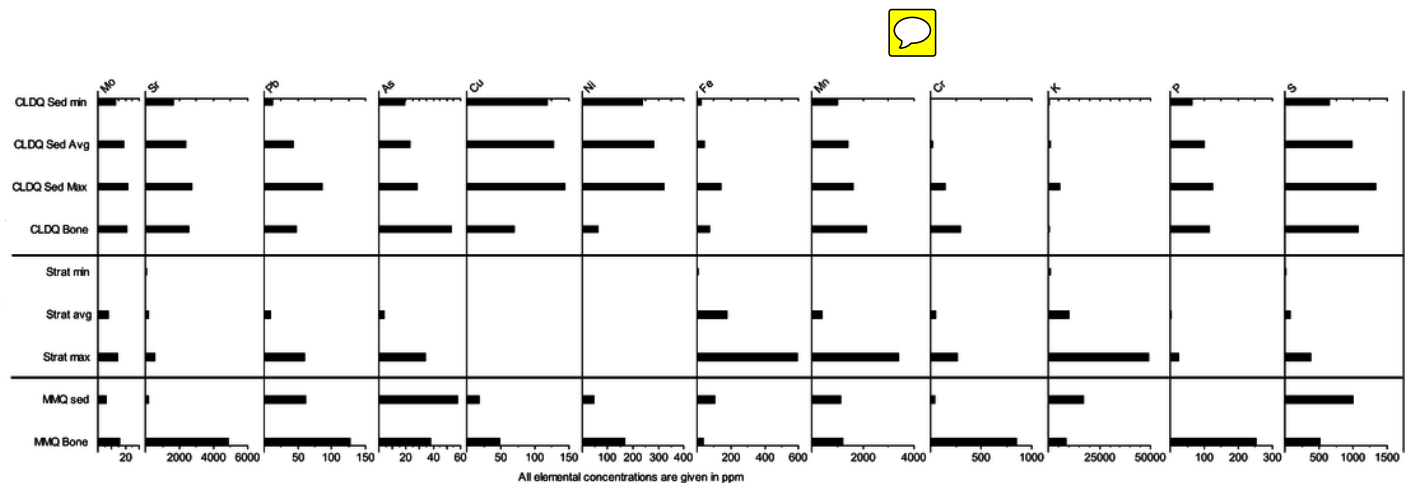 Mo Sr Pb As Cu Ni Fe Mn Cr K P S
CLDQ Sed min
CLDQ Sed Avg
CLDQ Sed Max
CLDQ Bone
Strat min
Strat avg
Strat max
MMQ sed
MMQ Bone
20 2000 4000 6000 50 100 150 20 40 60 50 100 150 100 200 300 400 200 400 600 2000 4000 500 1000 25000 50000 100 200 300 500 1000 1500
All elemental concentrations are given in ppm